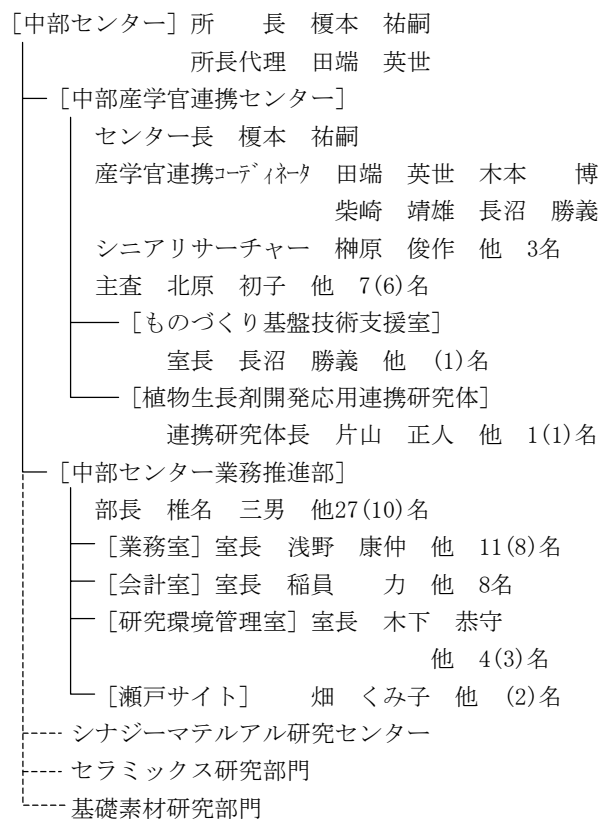 [中部センター] 所　　長　榎本　祐嗣
所長代理　田端　英世
[中部産学官連携センター]
センター長　榎本　祐嗣
産学官連携ｺｰﾃﾞｨﾈｰﾀ　田端　英世　木本　　博
柴崎　靖雄　長沼　勝義
シニアリサーチャー　榊原　俊作　他　3名
主査　北原　初子　他　7(6)名
[ものづくり基盤技術支援室]
室長　長沼　勝義　他　(1)名
[植物生長剤開発応用連携研究体]
連携研究体長　片山　正人　他　1(1)名
[中部センター業務推進部]
部長　椎名　三男　他27(10)名
[業務室] 室長　浅野　康仲　他　11(8)名
[会計室] 室長　稲員　　力　他　8名
[研究環境管理室] 室長　木下　恭守
他　4(3)名
[瀬戸サイト]　　畑　くみ子　他　(2)名
シナジーマテルアル研究センター
セラミックス研究部門
基礎素材研究部門